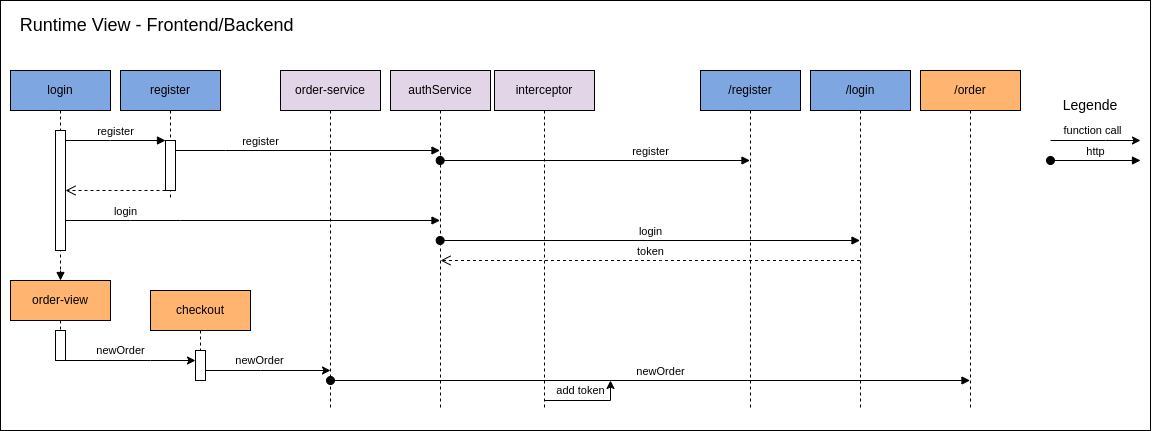 Runtime View - Frontend/Backend
login
register
order-service
authService
interceptor
/register
/login
/order
Legende
function call
http
register
register
register
login
login
token
order-view
checkout
newOrder
newOrder
newOrder
add token